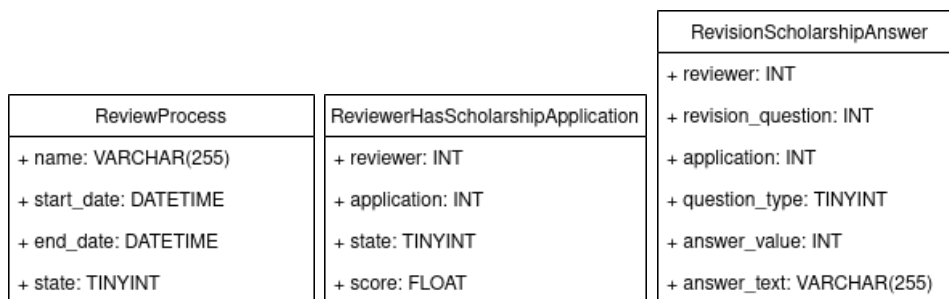 ReviewProcess
+ name: VARCHAR(255)
+ start_date: DATETIME
+ end_date: DATETIME
+ state: TINYINT
ReviewerHasScholarshipApplication
+ reviewer: INT
+ application: INT
+ state: TINYINT
+ score: FLOAT
RevisionScholarshipAnswer
+ reviewer: INT
+ revision_question: INT
+ application: INT
+ question_type: TINYINT
+ answer_value: INT
+ answer_text: VARCHAR(255)